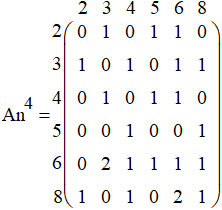 2 3 4 5 6 8
2 0 1 0 1 1 0
3 1 0 1 0 1 1
4 0 1 0 1 1 0
An⁴ =
5 0 0 1 0 0 1
6 0 2 1 1 1 1
8 1 0 1 0 2 1